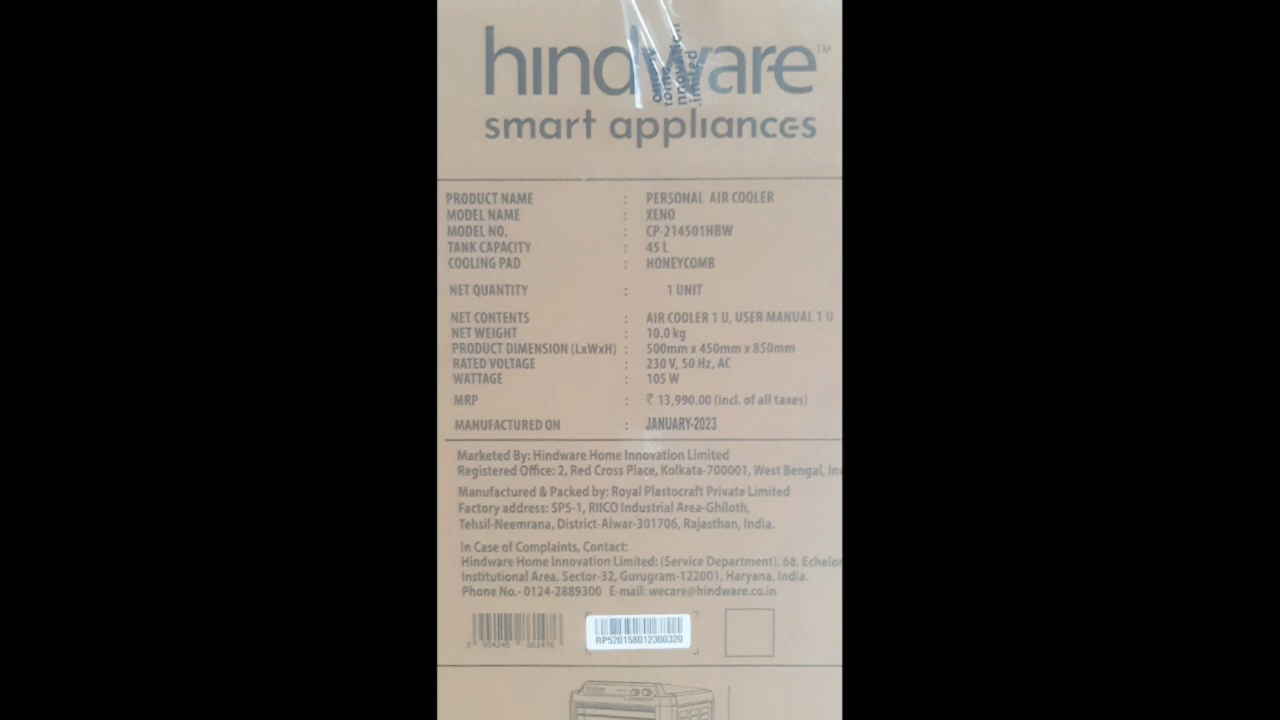 hindware™
smart appliances
PRODUCT NAME : PERSONAL AIR COOLER
MODEL NAME : XENO
MODEL NO. : CP-214501HBW
TANK CAPACITY : 45 L
COOLING PAD : HONEYCOMB
NET QUANTITY : 1 UNIT
NET CONTENTS : AIR COOLER 1 U, USER MANUAL 1 U
NET WEIGHT : 10.0 kg
PRODUCT DIMENSION (LxWxH) : 500mm x 450mm x 850mm
RATED VOLTAGE : 230 V, 50 Hz, AC
WATTAGE : 105 W
MRP : ₹ 13,990.00 (incl. of all taxes)
MANUFACTURED ON : JANUARY-2023
Marketed By: Hindware Home Innovation Limited
Registered Office: 2, Red Cross Place, Kolkata-700001, West Bengal,
Manufactured & Packed by: Royal Plastocraft Private Limited
Factory address: SP5-1, RIICO Industrial Area-Ghiloth,
Tehsil-Neemrana, District-Alwar-301706, Rajasthan, India.
In Case of Complaints, Contact:
Hindware Home Innovation Limited: (Service Department), 68, Echelon
Institutional Area, Sector-32, Gurugram-122001, Haryana, India.
Phone No.- 0124-2889300 E-mail: wecare@hindware.co.in
RP520158012300320